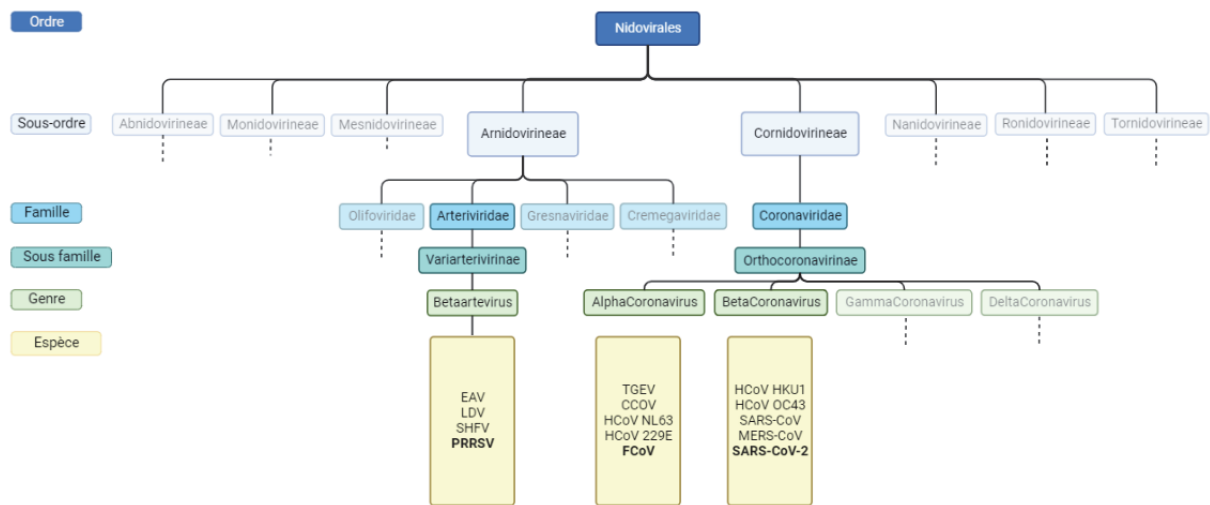 Ordre
Nidovirales
Sous-ordre
Abnidovirineae
Monidovirineae
Mesnidovirineae
Arnidovirineae
Cornidovirineae
Nanidovirineae
Ronidovirineae
Tornidovirineae
Famille
Olifoviridae
Arteriviridae
Gresnaviridae
Cremegaviridae
Coronaviridae
Sous famille
Variarterivirinae
Orthocoronavirinae
Genre
Betaartevirus
AlphaCoronavirus
BetaCoronavirus
GammaCoronavirus
DeltaCoronavirus
Espèce
EAV
LDV
SHFV
PRRSV
TGEV
CCOV
HCoV NL63
HCoV 229E
FCoV
HCoV HKU1
HCoV OC43
SARS-CoV
MERS-CoV
SARS-CoV-2